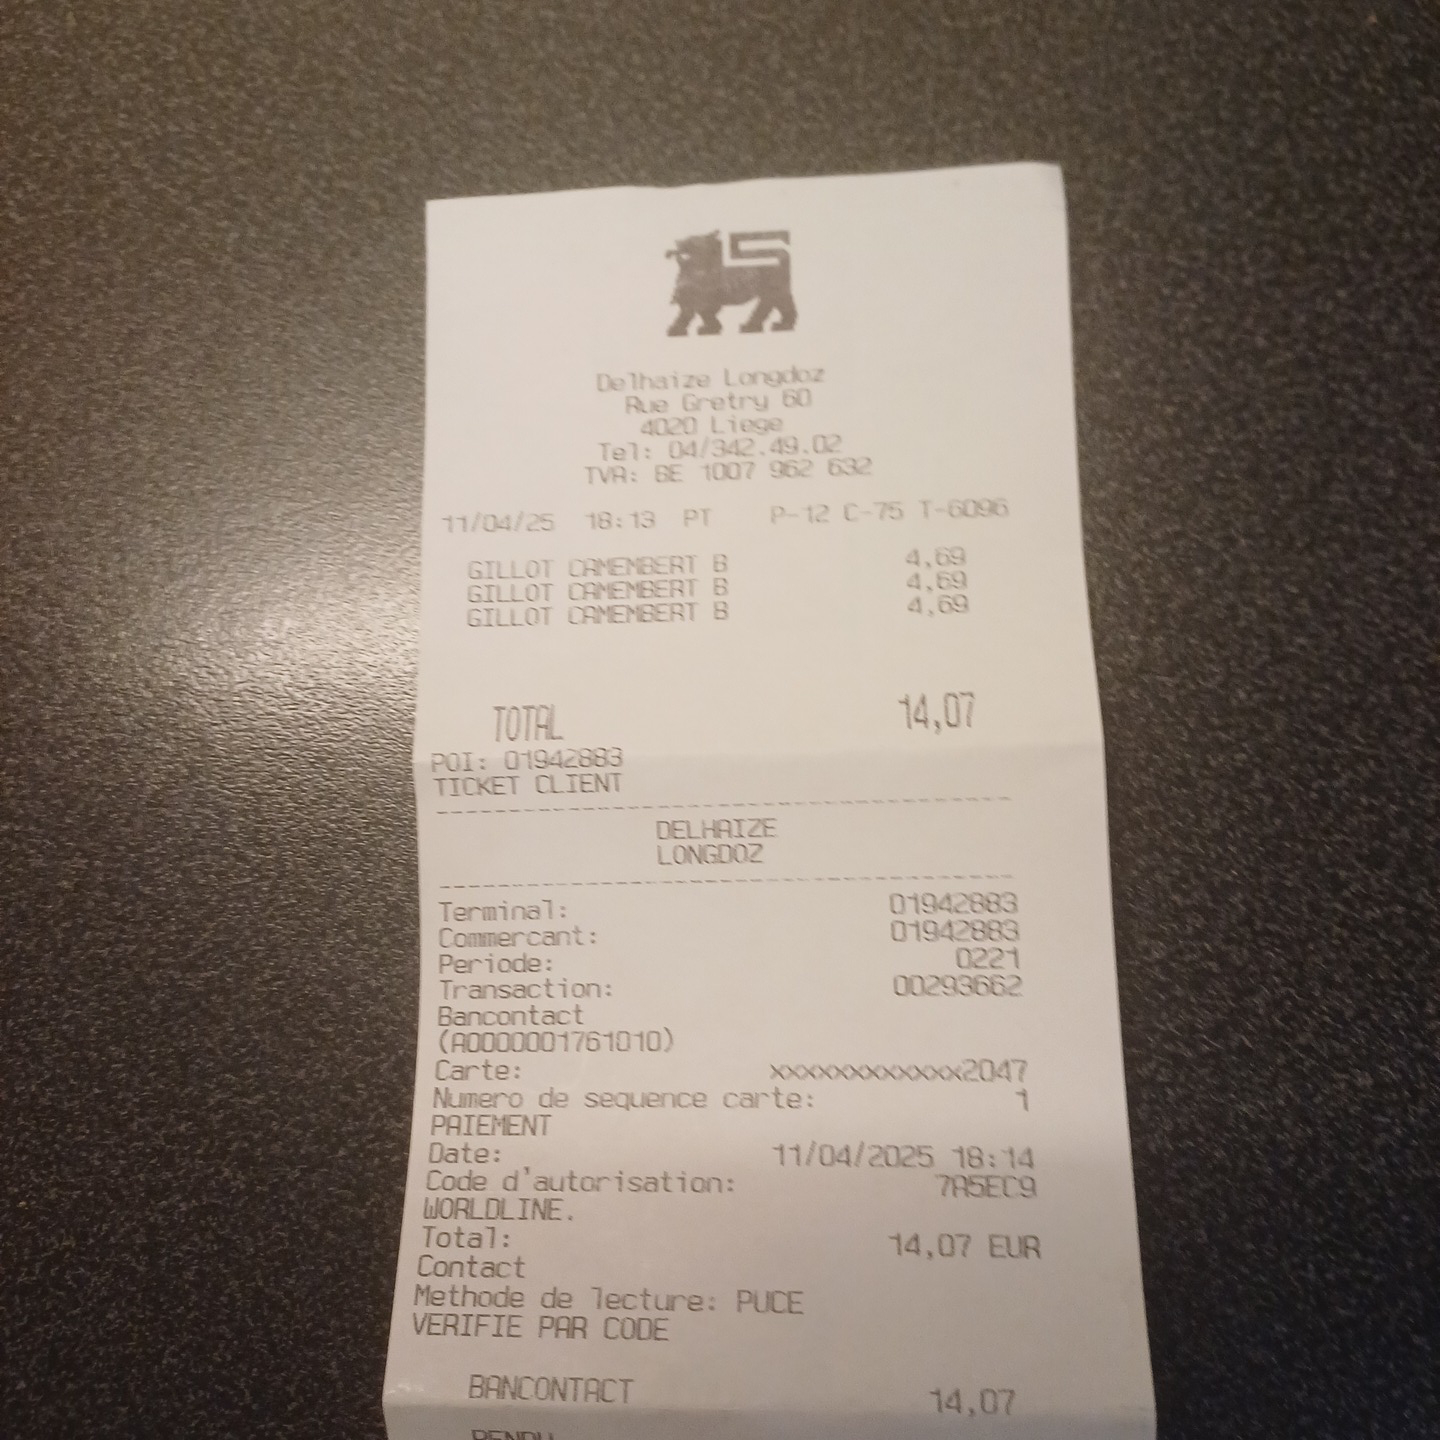 Delhaize Longdoz
Rue Gretry 60
4020 Liege
Tel: 04/342.49.02
TVA: BE 1007 962 632
11/04/25 18:13 PT P-12 C-75 T-6096
GILLOT CAMEMBERT B 4,69
GILLOT CAMEMBERT B 4,69
GILLOT CAMEMBERT B 4,69
TOTAL 14,07
POI: 01942883
TICKET CLIENT
DELHAIZE
LONGDOZ
Terminal: 01942883
Commercant: 01942883
Periode: 0221
Transaction: 00293662
Bancontact
(A0000001761010)
Carte: xxxxxxxxxxxxx2047
Numero de sequence carte: 1
PAIEMENT
Date: 11/04/2025 18:14
Code d'autorisation: 7A5EC9
WORLDLINE.
Total: 14,07 EUR
Contact
Methode de lecture: PUCE
VERIFIE PAR CODE
BANCONTACT 14,07
RENDU